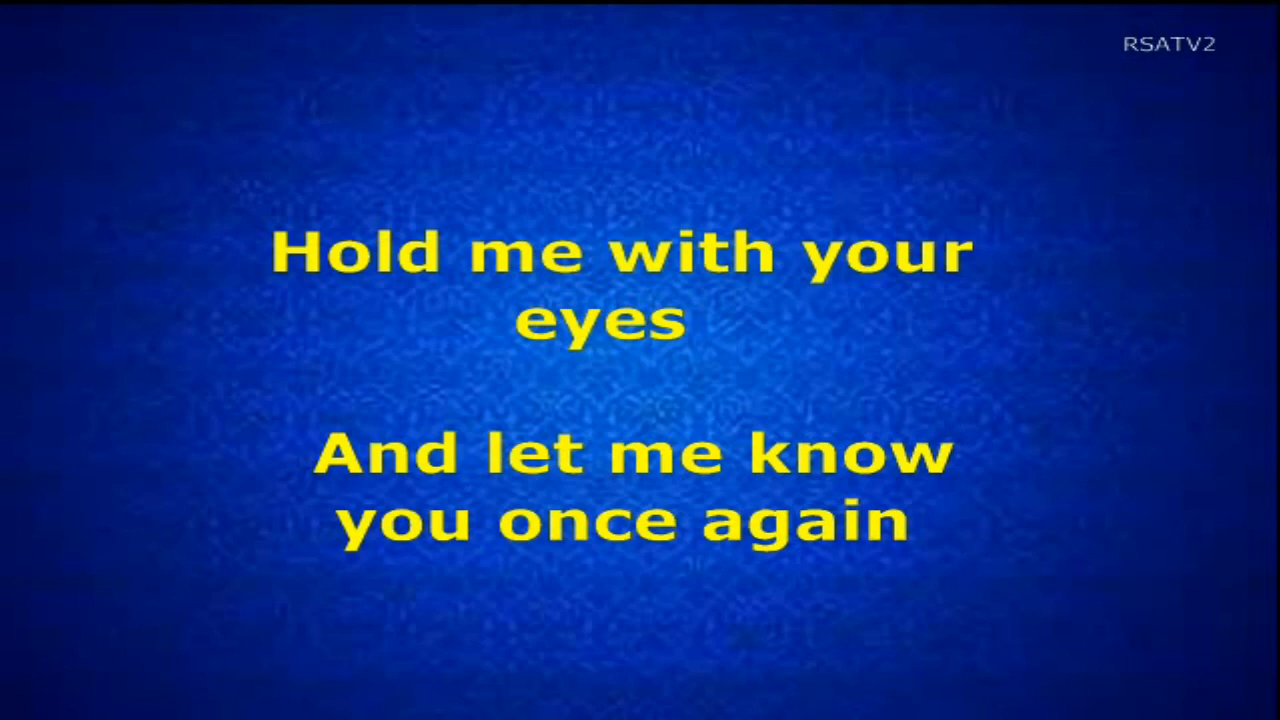 RSATV2
Hold me with your
eyes
And let me know
you once again